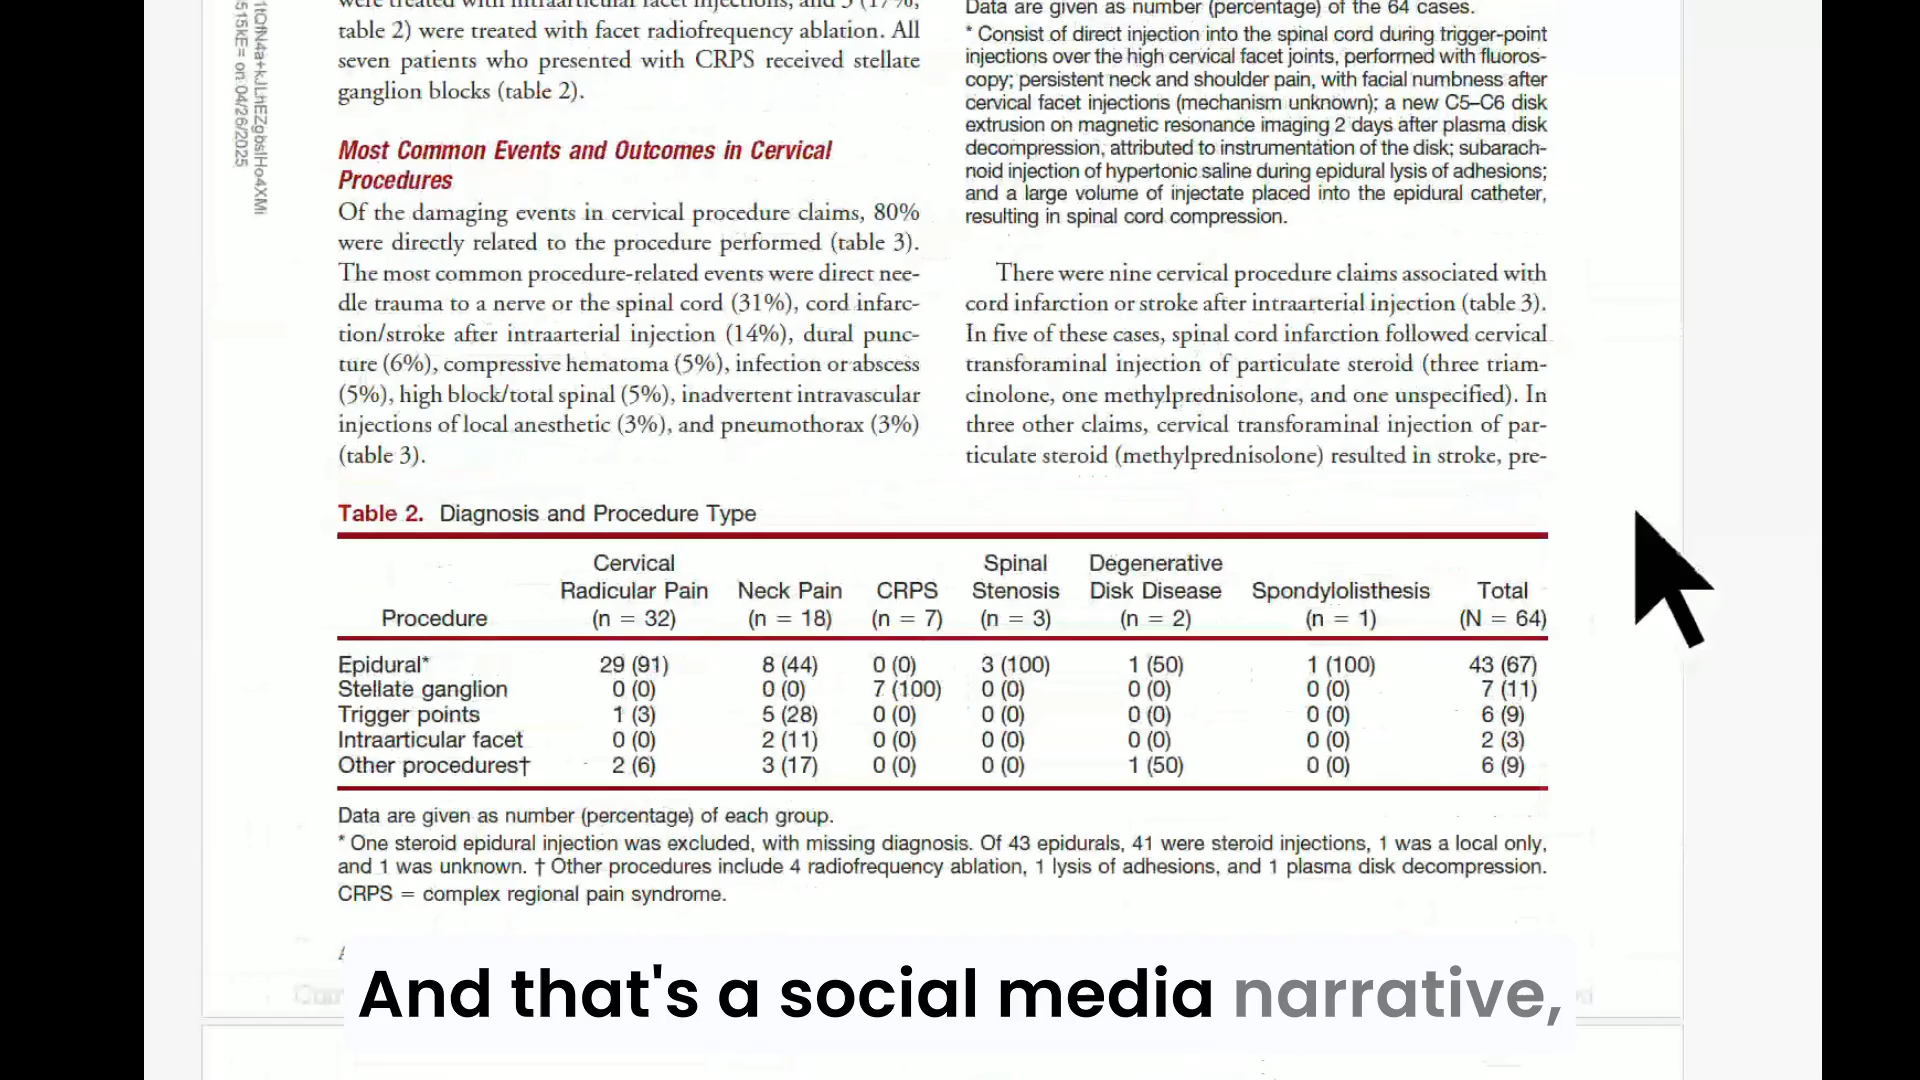 table 2) were treated with facet radiofrequency ablation. All
seven patients who presented with CRPS received stellate
ganglion blocks (table 2).
Most Common Events and Outcomes in Cervical
Procedures
Of the damaging events in cervical procedure claims, 80%
were directly related to the procedure performed (table 3).
The most common procedure-related events were direct nee-
dle trauma to a nerve or the spinal cord (31%), cord infarc-
tion/stroke after intraarterial injection (14%), dural punc-
ture (6%), compressive hematoma (5%), infection or abscess
(5%), high block/total spinal (5%), inadvertent intravascular
injections of local anesthetic (3%), and pneumothorax (3%)
(table 3).
Data are given as number (percentage) of the 64 cases.
* Consist of direct injection into the spinal cord during trigger-point
injections over the high cervical facet joints, performed with fluoros-
copy; persistent neck and shoulder pain, with facial numbness after
cervical facet injections (mechanism unknown); a new C5–C6 disk
extrusion on magnetic resonance imaging 2 days after plasma disk
decompression, attributed to instrumentation of the disk; subarach-
noid injection of hypertonic saline during epidural lysis of adhesions;
and a large volume of injectate placed into the epidural catheter,
resulting in spinal cord compression.
There were nine cervical procedure claims associated with
cord infarction or stroke after intraarterial injection (table 3).
In five of these cases, spinal cord infarction followed cervical
transforaminal injection of particulate steroid (three triam-
cinolone, one methylprednisolone, and one unspecified). In
three other claims, cervical transforaminal injection of par-
ticulate steroid (methylprednisolone) resulted in stroke, pre-
Table 2. Diagnosis and Procedure Type
Procedure Cervical Radicular Pain (n = 32) Neck Pain (n = 18) CRPS (n = 7) Spinal Stenosis (n = 3) Degenerative Disk Disease (n = 2) Spondylolisthesis (n = 1) Total (N = 64)
Epidural* 29 (91) 8 (44) 0 (0) 3 (100) 1 (50) 1 (100) 43 (67)
Stellate ganglion 0 (0) 0 (0) 7 (100) 0 (0) 0 (0) 0 (0) 7 (11)
Trigger points 1 (3) 5 (28) 0 (0) 0 (0) 0 (0) 0 (0) 6 (9)
Intraarticular facet 0 (0) 2 (11) 0 (0) 0 (0) 0 (0) 0 (0) 2 (3)
Other procedures† 2 (6) 3 (17) 0 (0) 0 (0) 1 (50) 0 (0) 6 (9)
Data are given as number (percentage) of each group.
* One steroid epidural injection was excluded, with missing diagnosis. Of 43 epidurals, 41 were steroid injections, 1 was a local only,
and 1 was unknown. † Other procedures include 4 radiofrequency ablation, 1 lysis of adhesions, and 1 plasma disk decompression.
CRPS = complex regional pain syndrome.
And that's a social media narrative,